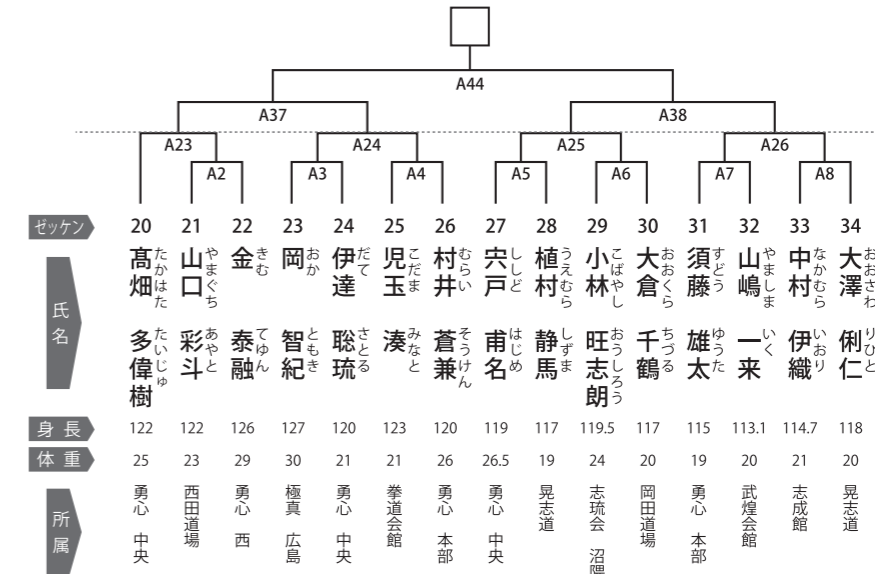 A44
A37 A38
A23 A24 A25 A26
A2 A3 A4 A5 A6 A7 A8
ゼッケン 20 21 22 23 24 25 26 27 28 29 30 31 32 33 34
氏名
髙畑 多偉樹 たかはた たいじゅ
山口 彩斗 やまぐち あやと
金 泰融 きむ てゆん
岡 智紀 おか ともき
伊達 聡琉 だて さとる
児玉 湊 こだま みなと
村井 蒼兼 むらい そうけん
宍戸 甫名 ししど はじめ
植村 静馬 うえむら しずま
小林 旺志朗 こばやし おうしろう
大倉 千鶴 おおくら ちづる
須藤 雄太 すどう ゆうた
山嶋 一来 やましま いく
中村 伊織 なかむら いおり
大澤 俐仁 おおさわ りひと
身長 122 122 126 127 120 123 120 119 117 119.5 117 115 113.1 114.7 118
体重 25 23 29 30 21 21 26 26.5 19 24 20 19 20 21 20
所属
勇心 中央
西田道場
勇心 西
極真 広島
勇心 中央
拳道会館
勇心 本部
勇心 中央
晃志道
志琉会 沼隈
岡田道場
勇心 本部
武煌会館
志成館
晃志道